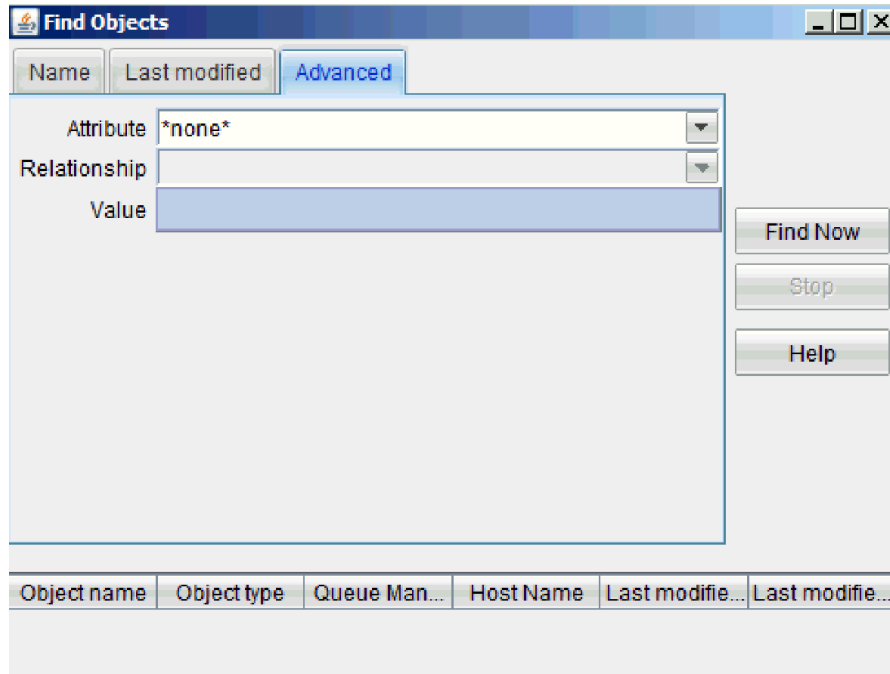 Find Objects
Name Last modified Advanced
Attribute *none*
Relationship
Value
Find Now
Stop
Help
Object name Object type Queue Man... Host Name Last modifie... Last modifie...